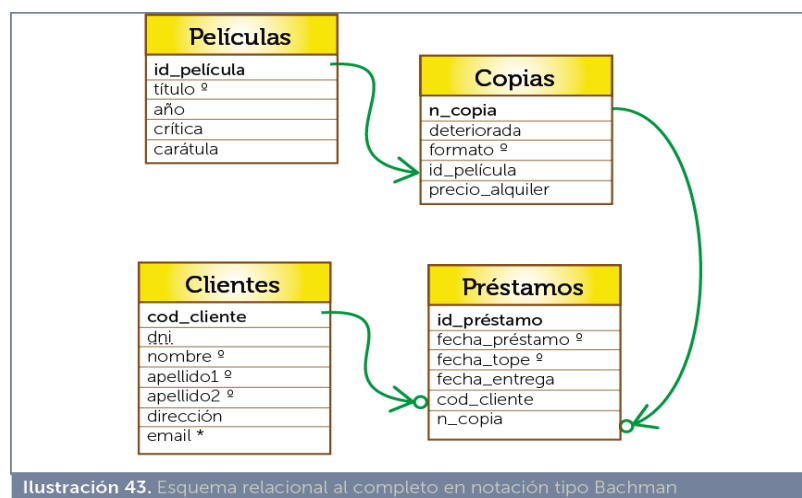 Películas
id_película
título º
año
crítica
carátula
Copias
n_copia
deteriorada
formato º
id_película
precio_alquiler
Clientes
cod_cliente
dni
nombre º
apellido1 º
apellido2 º
dirección
email *
Préstamos
id_préstamo
fecha_préstamo º
fecha_tope º
fecha_entrega
cod_cliente
n_copia
Ilustración 43. Esquema relacional al completo en notación tipo Bachman